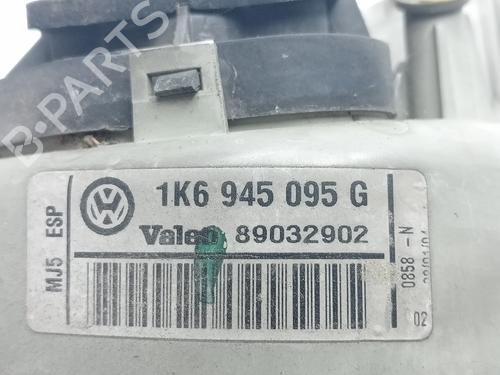 B-PARTS
1K6 945 095 G
Valeo 89032902
MJ5 ESP
0858 -N
02